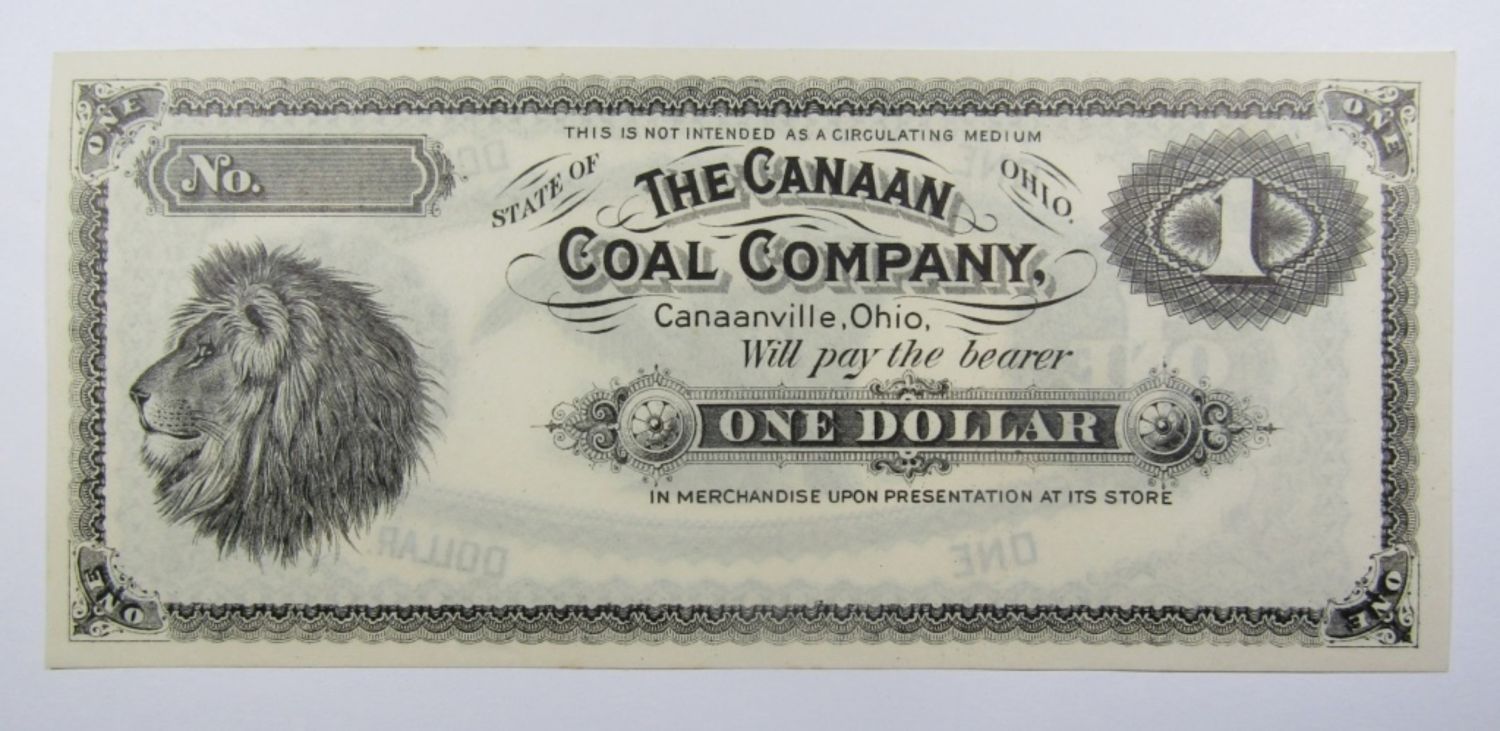 ONE
ONE
No.
THIS IS NOT INTENDED AS A CIRCULATING MEDIUM
STATE OF
OHIO.
THE CANAAN
COAL COMPANY,
1
Canaanville, Ohio,
Will pay the bearer
ONE DOLLAR
IN MERCHANDISE UPON PRESENTATION AT ITS STORE
ONE
ONE